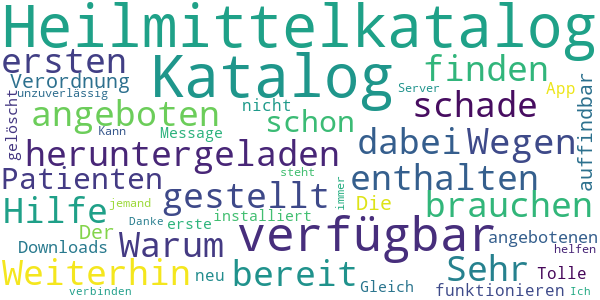 Heilmittelkatalog
ersten Katalog finden
Verordnung Server App
unzuverlässig
gelöscht angeboten nicht schade auffindbar
Kann Message schon dabei Wegen
heruntergeladen
Patienten steht enthalten
gestellt immer Die brauchen
Hilfe jemand
Danke erste installiert
Der verfügbar angebotenen
Downloads Warum helfen
Weiterhin neu bereit Sehr Tolle
Gleich funktionieren Ich
verbinden